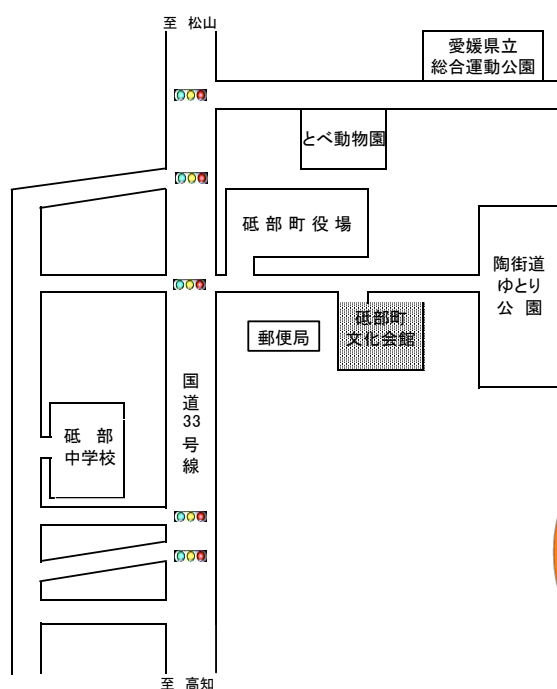 至 松山
愛媛県立
総合運動公園
とべ動物園
砥部町役場
陶街道
ゆとり
公 園
砥部町
文化会館
郵便局
国道33号線
砥 部
中学校
至 高知